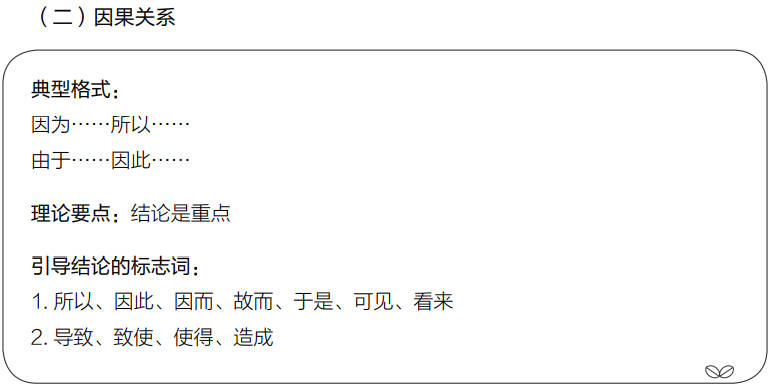 （二）因果关系
典型格式：
因为……所以……
由于……因此……
理论要点：结论是重点
引导结论的标志词：
1. 所以、因此、因而、故而、于是、可见、看来
2. 导致、致使、使得、造成